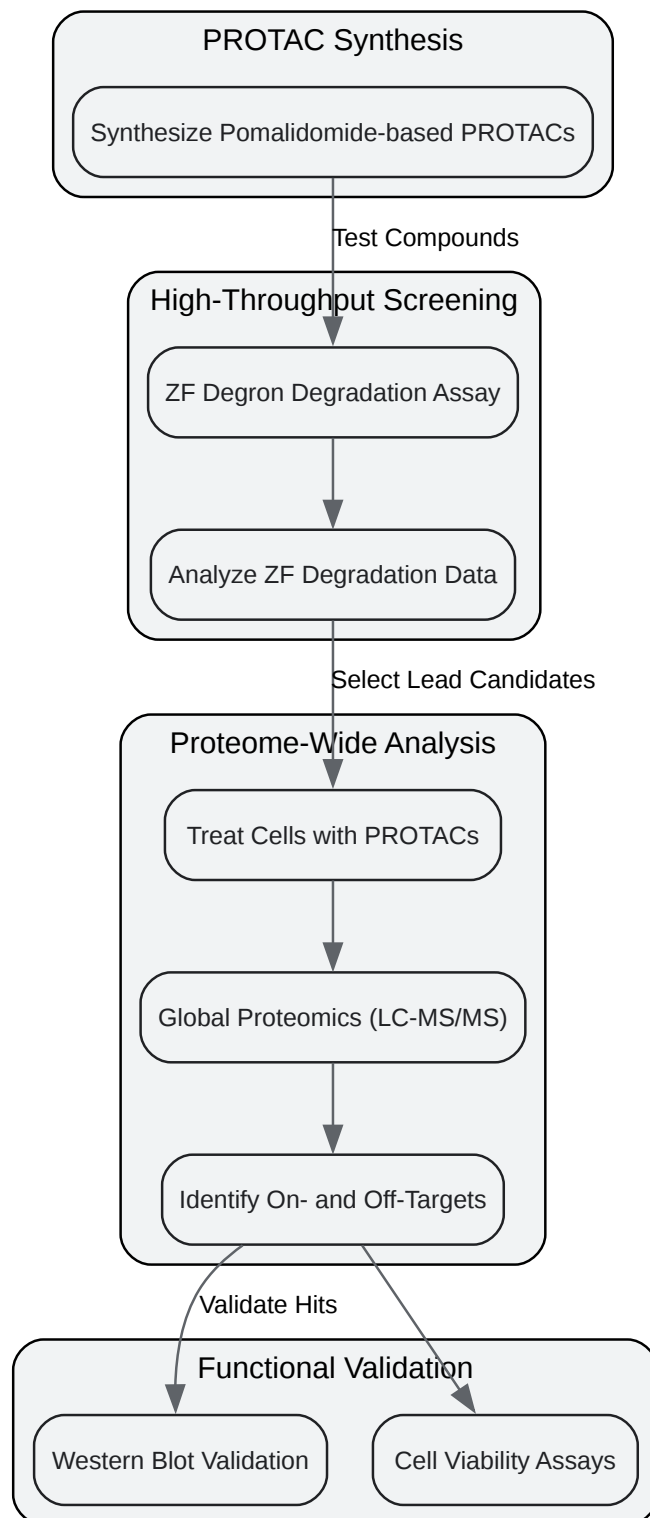 PROTAC Synthesis
Synthesize Pomalidomide-based PROTACs
Test Compounds
High-Throughput Screening
ZF Degron Degradation Assay
Analyze ZF Degradation Data
Select Lead Candidates
Proteome-Wide Analysis
Treat Cells with PROTACs
Global Proteomics (LC-MS/MS)
Identify On- and Off-Targets
Validate Hits
Functional Validation
Western Blot Validation
Cell Viability Assays